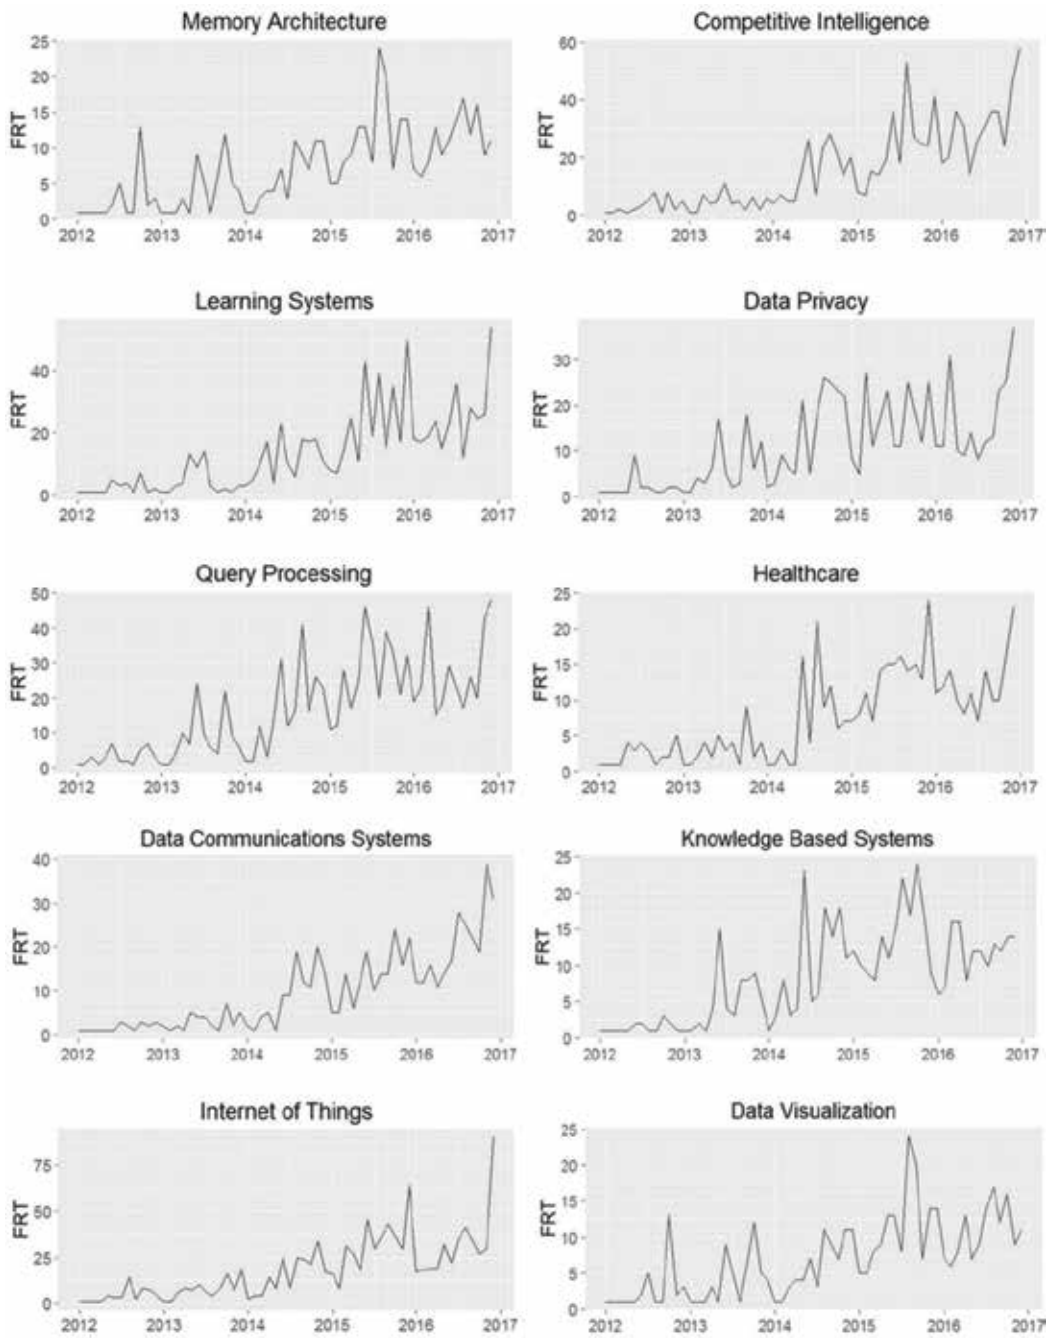 Memory Architecture
25
20
15
10
5
0
FRT
2012 2013 2014 2015 2016 2017
Competitive Intelligence
60
40
20
0
FRT
2012 2013 2014 2015 2016 2017
Learning Systems
40
20
0
FRT
2012 2013 2014 2015 2016 2017
Data Privacy
30
20
10
0
FRT
2012 2013 2014 2015 2016 2017
Query Processing
50
40
30
20
10
0
FRT
2012 2013 2014 2015 2016 2017
Healthcare
25
20
15
10
5
0
FRT
2012 2013 2014 2015 2016 2017
Data Communications Systems
40
30
20
10
0
FRT
2012 2013 2014 2015 2016 2017
Knowledge Based Systems
25
20
15
10
5
0
FRT
2012 2013 2014 2015 2016 2017
Internet of Things
75
50
25
0
FRT
2012 2013 2014 2015 2016 2017
Data Visualization
25
20
15
10
5
0
FRT
2012 2013 2014 2015 2016 2017